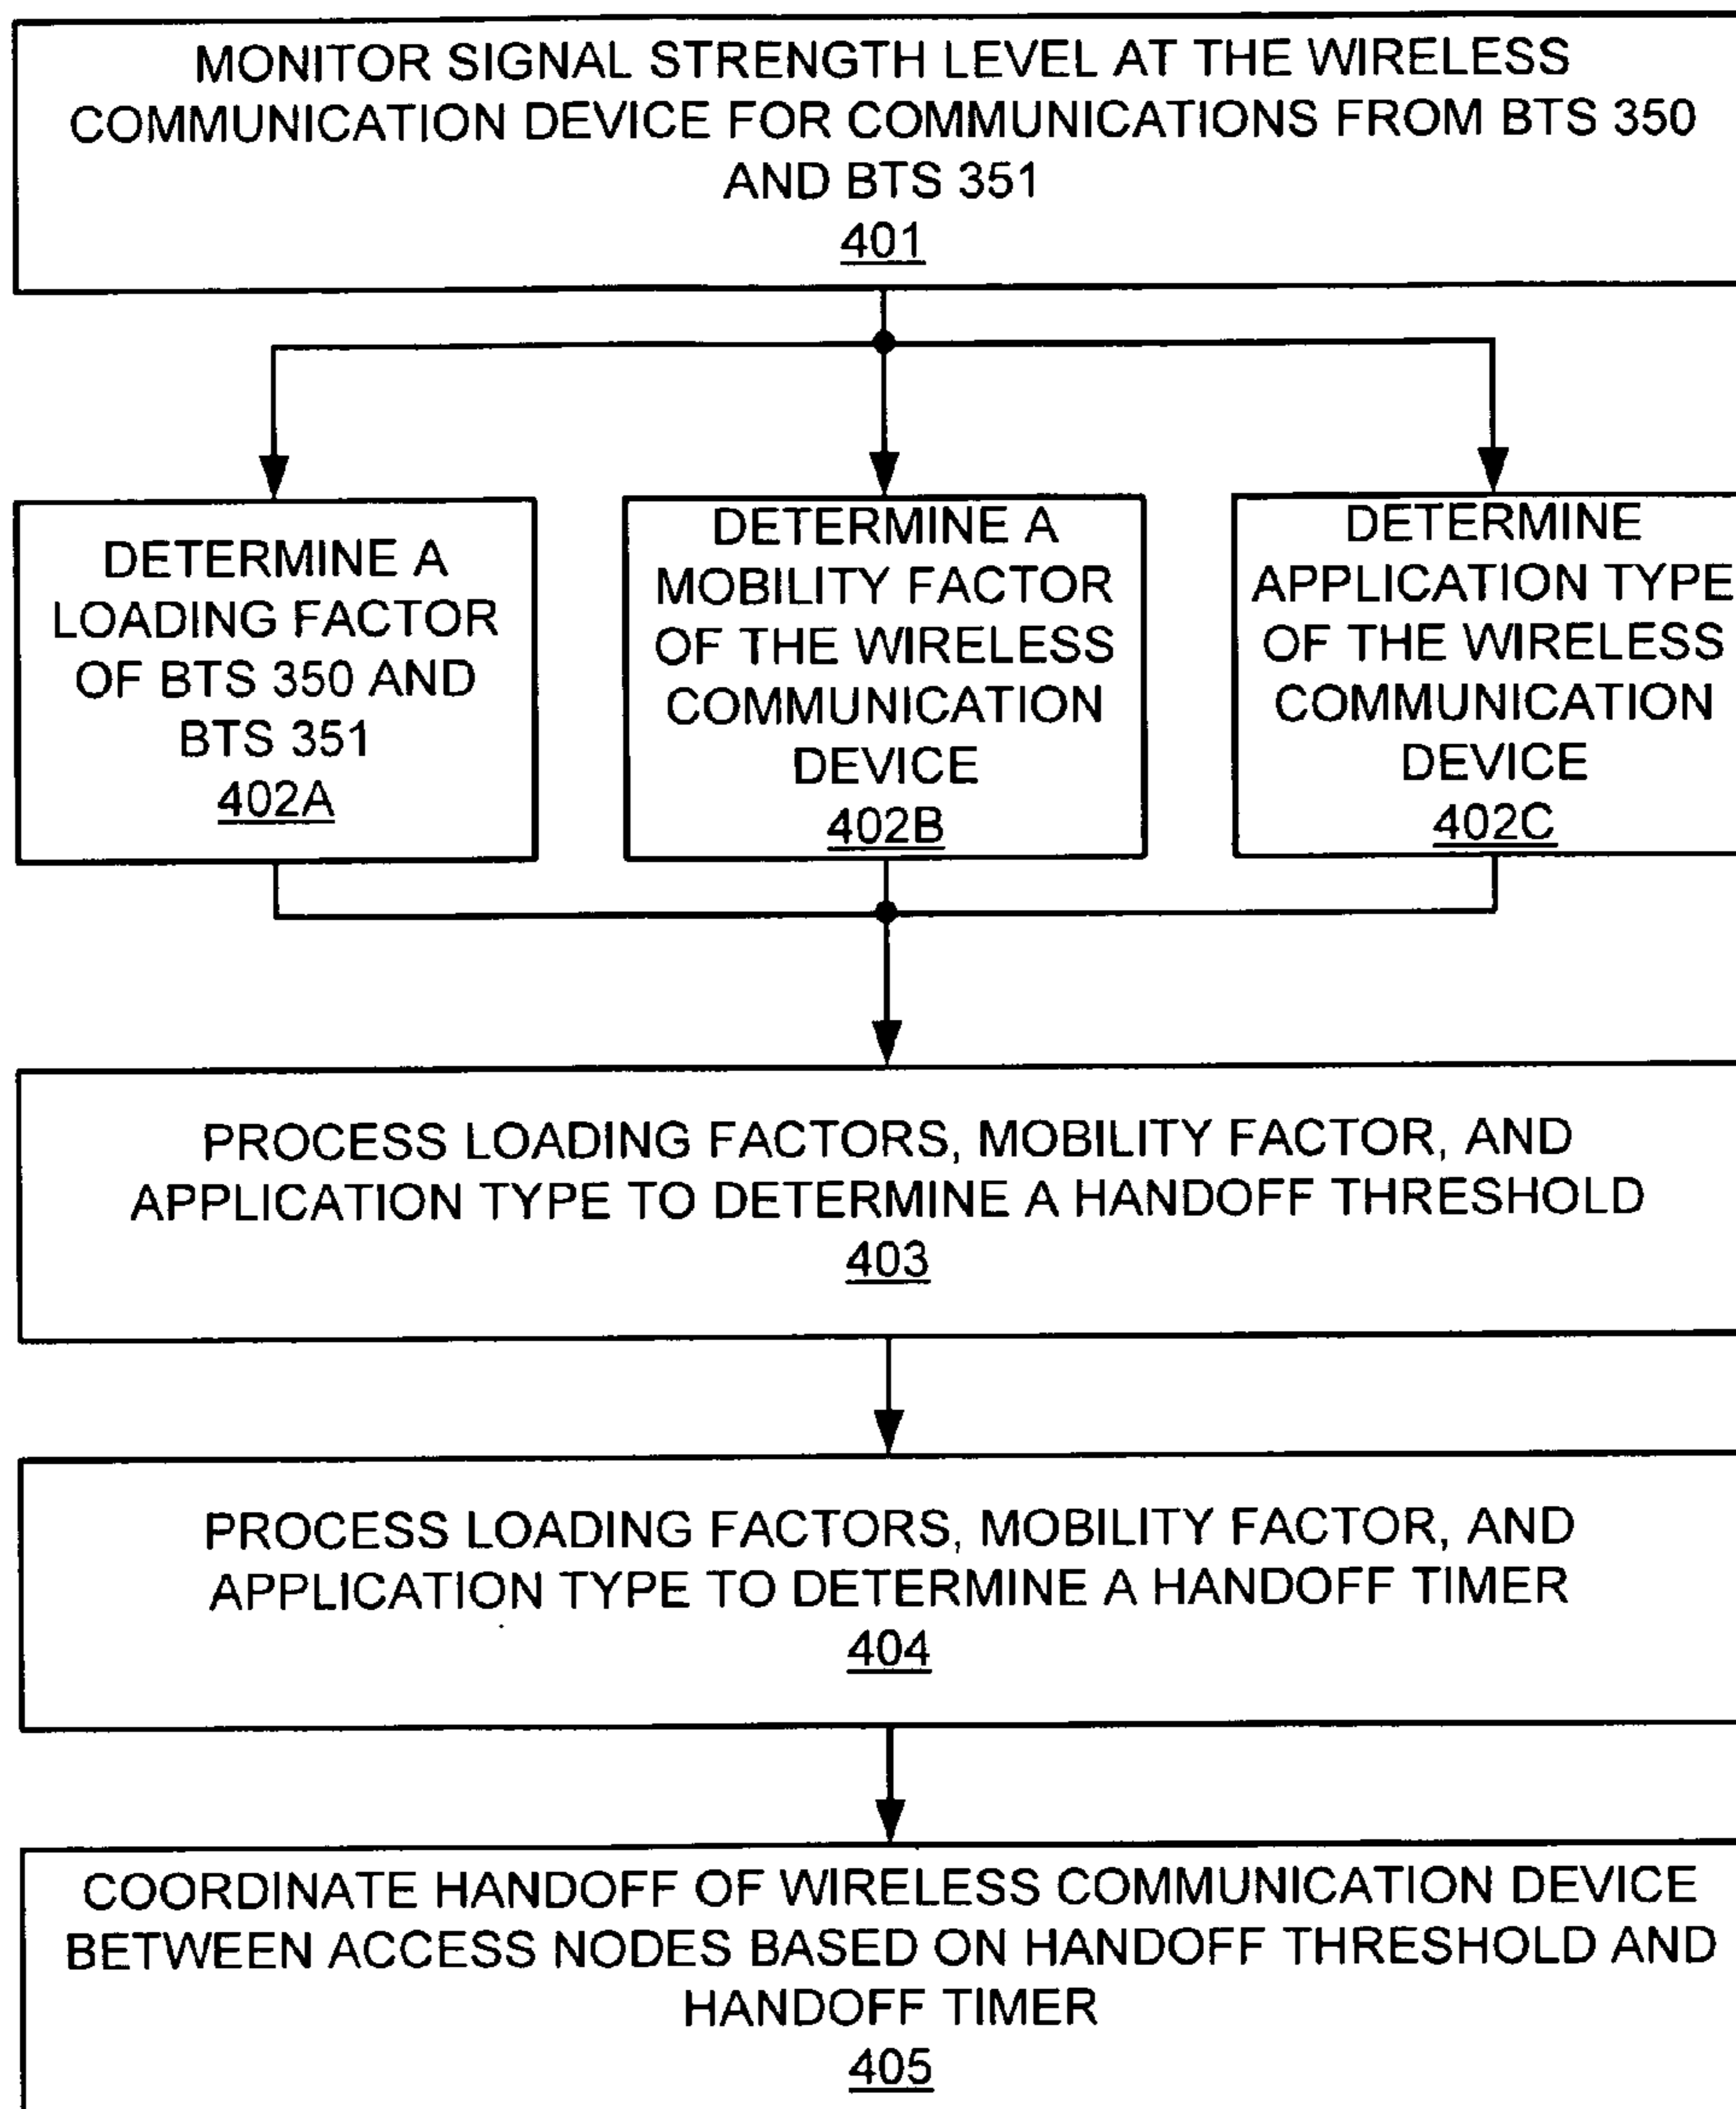 MONITOR SIGNAL STRENGTH LEVEL AT THE WIRELESS
COMMUNICATION DEVICE FOR COMMUNICATIONS FROM BTS 350
AND BTS 351
401
DETERMINE A
LOADING FACTOR
OF BTS 350 AND
BTS 351
402A
DETERMINE A
MOBILITY FACTOR
OF THE WIRELESS
COMMUNICATION
DEVICE
402B
DETERMINE
APPLICATION TYPE
OF THE WIRELESS
COMMUNICATION
DEVICE
402C
PROCESS LOADING FACTORS, MOBILITY FACTOR, AND
APPLICATION TYPE TO DETERMINE A HANDOFF THRESHOLD
403
PROCESS LOADING FACTORS, MOBILITY FACTOR, AND
APPLICATION TYPE TO DETERMINE A HANDOFF TIMER
404
COORDINATE HANDOFF OF WIRELESS COMMUNICATION DEVICE
BETWEEN ACCESS NODES BASED ON HANDOFF THRESHOLD AND
HANDOFF TIMER
405